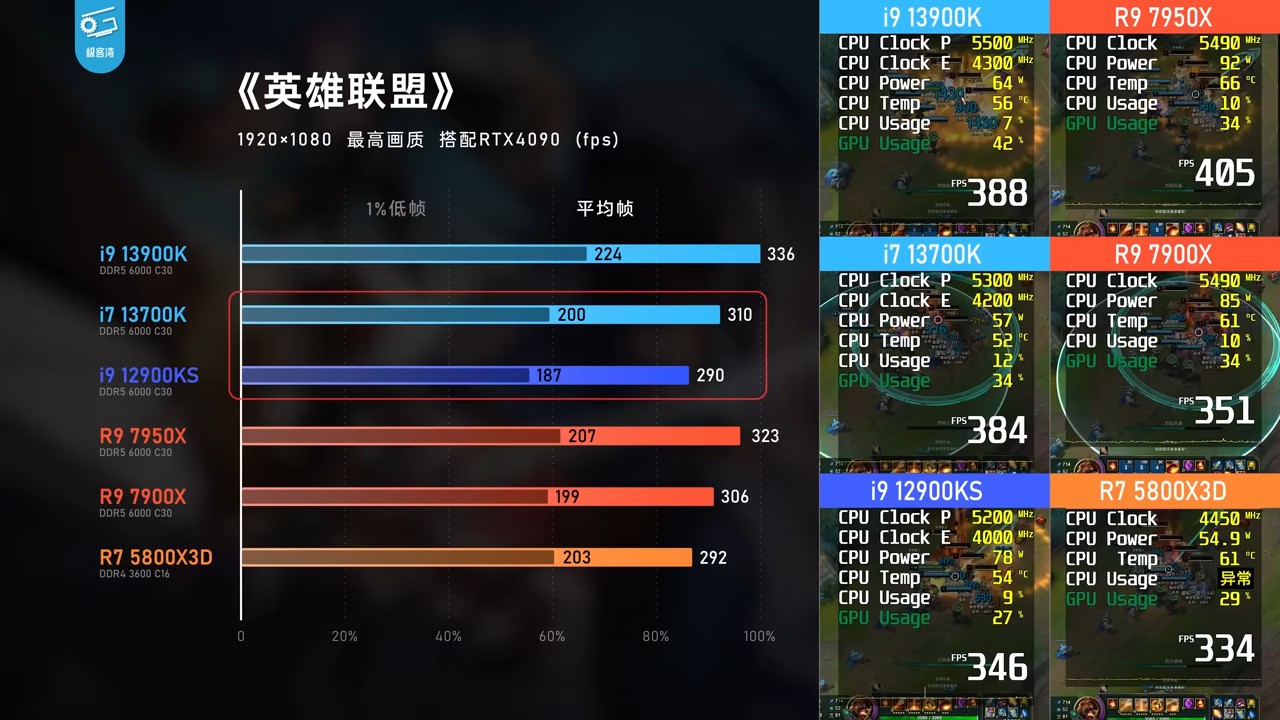 极客湾
《英雄联盟》
1920×1080 最高画质 搭配RTX4090 (fps)
1%低帧 平均帧
i9 13900K
DDR5 6000 C30
224 336
i7 13700K
DDR5 6000 C30
200 310
i9 12900KS
DDR5 6000 C30
187 290
R9 7950X
DDR5 6000 C30
207 323
R9 7900X
DDR5 6000 C30
199 306
R7 5800X3D
DDR4 3600 C16
203 292
0 20% 40% 60% 80% 100%
i9 13900K
CPU Clock P 5500 MHz
CPU Clock E 4300 MHz
CPU Power 64 W
CPU Temp 56 °C
CPU Usage 7 %
GPU Usage 42 %
FPS 388
R9 7950X
CPU Clock 5490 MHz
CPU Power 92 W
CPU Temp 66 °C
CPU Usage 10 %
GPU Usage 34 %
FPS 405
i7 13700K
CPU Clock P 5300 MHz
CPU Clock E 4200 MHz
CPU Power 57 W
CPU Temp 52 °C
CPU Usage 12 %
GPU Usage 34 %
FPS 384
R9 7900X
CPU Clock 5490 MHz
CPU Power 85 W
CPU Temp 61 °C
CPU Usage 10 %
GPU Usage 34 %
FPS 351
i9 12900KS
CPU Clock P 5200 MHz
CPU Clock E 4000 MHz
CPU Power 78 W
CPU Temp 54 °C
CPU Usage 9 %
GPU Usage 27 %
FPS 346
R7 5800X3D
CPU Clock 4450 MHz
CPU Power 54.9 W
CPU Temp 61 °C
CPU Usage 异常
GPU Usage 29 %
FPS 334